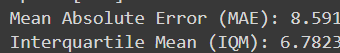 Mean Absolute Error (MAE): 8.591
Interquartile Mean (IQM): 6.7823